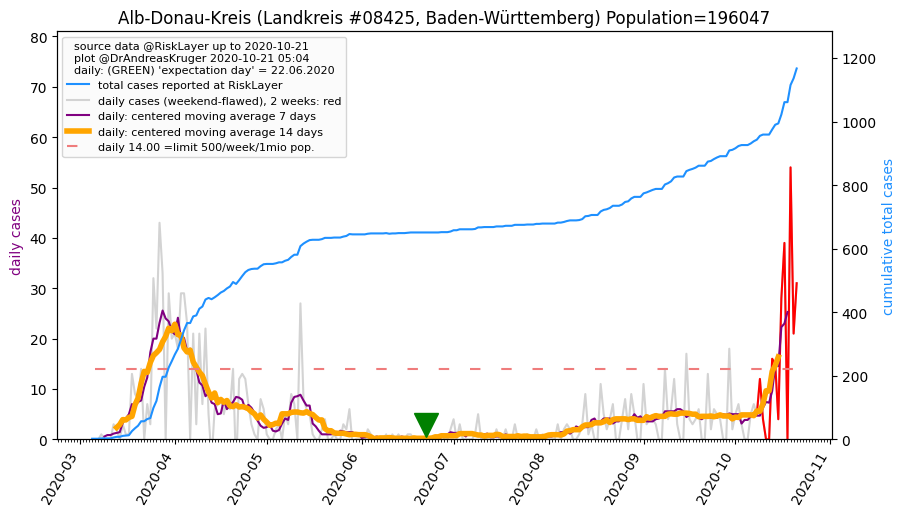 Alb-Donau-Kreis (Landkreis #08425, Baden-Württemberg) Population=196047
source data @RiskLayer up to 2020-10-21
plot @DrAndreasKruger 2020-10-21 05:04
daily: (GREEN) 'expectation day' = 22.06.2020
total cases reported at RiskLayer
daily cases (weekend-flawed), 2 weeks: red
daily: centered moving average 7 days
daily: centered moving average 14 days
daily 14.00 =limit 500/week/1mio pop.
daily cases
80
70
60
50
40
30
20
10
0
cumulative total cases
1200
1000
800
600
400
200
0
2020-03
2020-04
2020-05
2020-06
2020-07
2020-08
2020-09
2020-10
2020-11